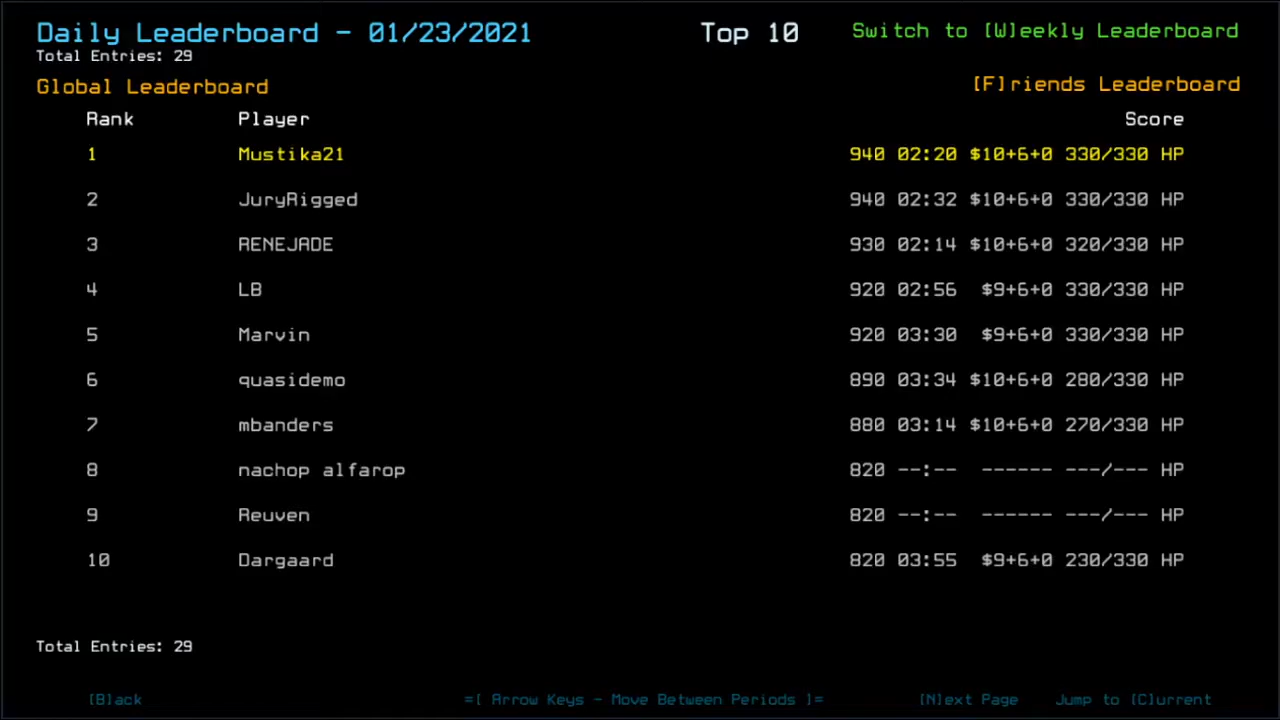 Daily Leaderboard - 01/23/2021 Top 10 Switch to [W]eekly Leaderboard
Total Entries: 29
Global Leaderboard [F]riends Leaderboard
Rank Player Score
1 Mustika21 940 02:20 $10+6+0 330/330 HP
2 JuryRigged 940 02:32 $10+6+0 330/330 HP
3 RENEJADE 930 02:14 $10+6+0 320/330 HP
4 LB 920 02:56 $9+6+0 330/330 HP
5 Marvin 920 03:30 $9+6+0 330/330 HP
6 quasidemo 890 03:34 $10+6+0 280/330 HP
7 mbanders 880 03:14 $10+6+0 270/330 HP
8 nachop alfarop 820 --:-- ------ ---/--- HP
9 Reuven 820 --:-- ------ ---/--- HP
10 Dargaard 820 03:55 $9+6+0 230/330 HP
Total Entries: 29
[B]ack =[ Arrow Keys - Move Between Periods ]= [N]ext Page Jump to [C]urrent